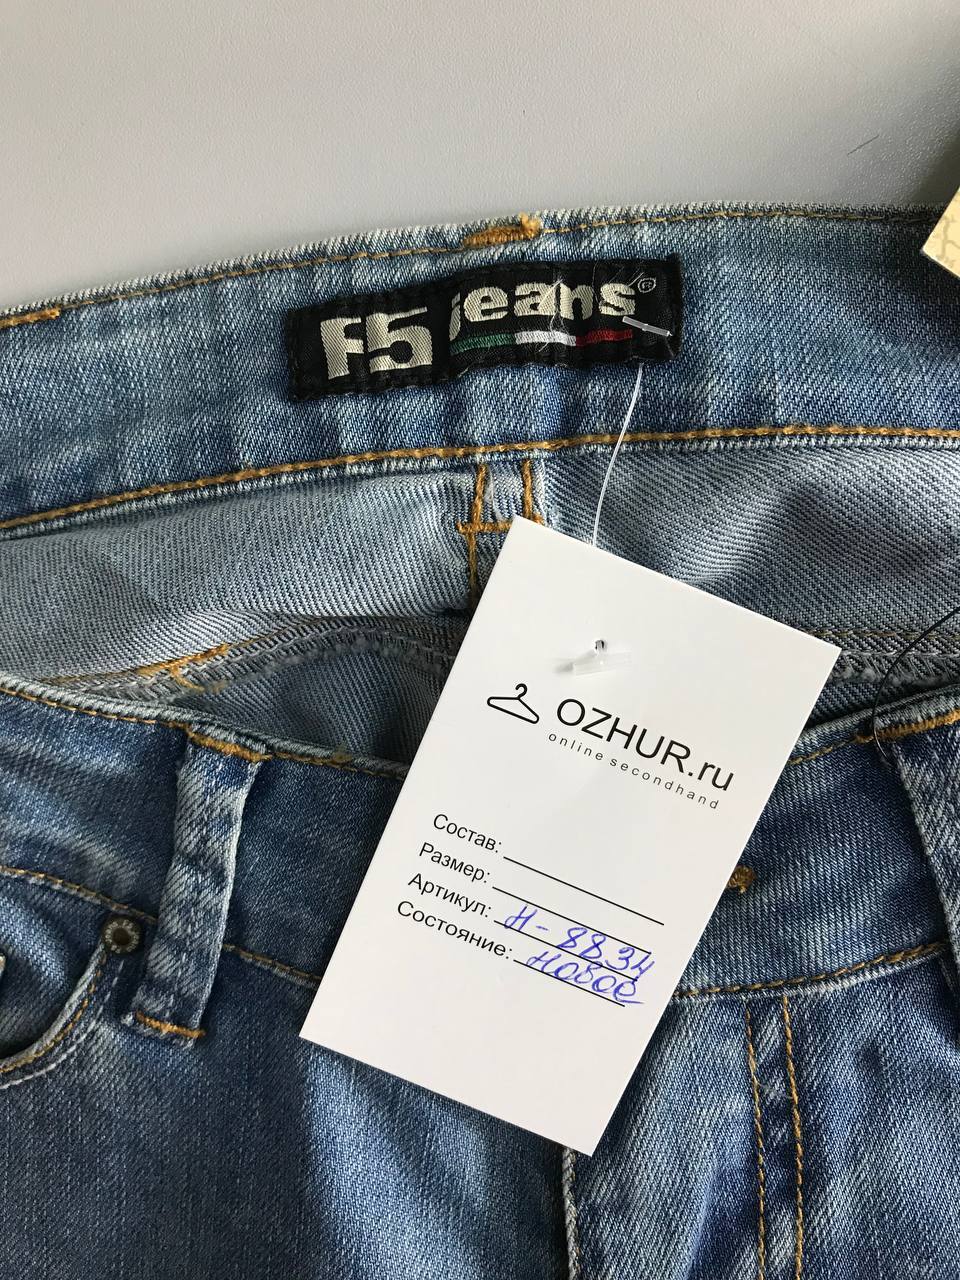 F5 jeans®
OZHUR.ru
online secondhand
Состав:
Размер:
Артикул: Н-8834
Состояние: новое